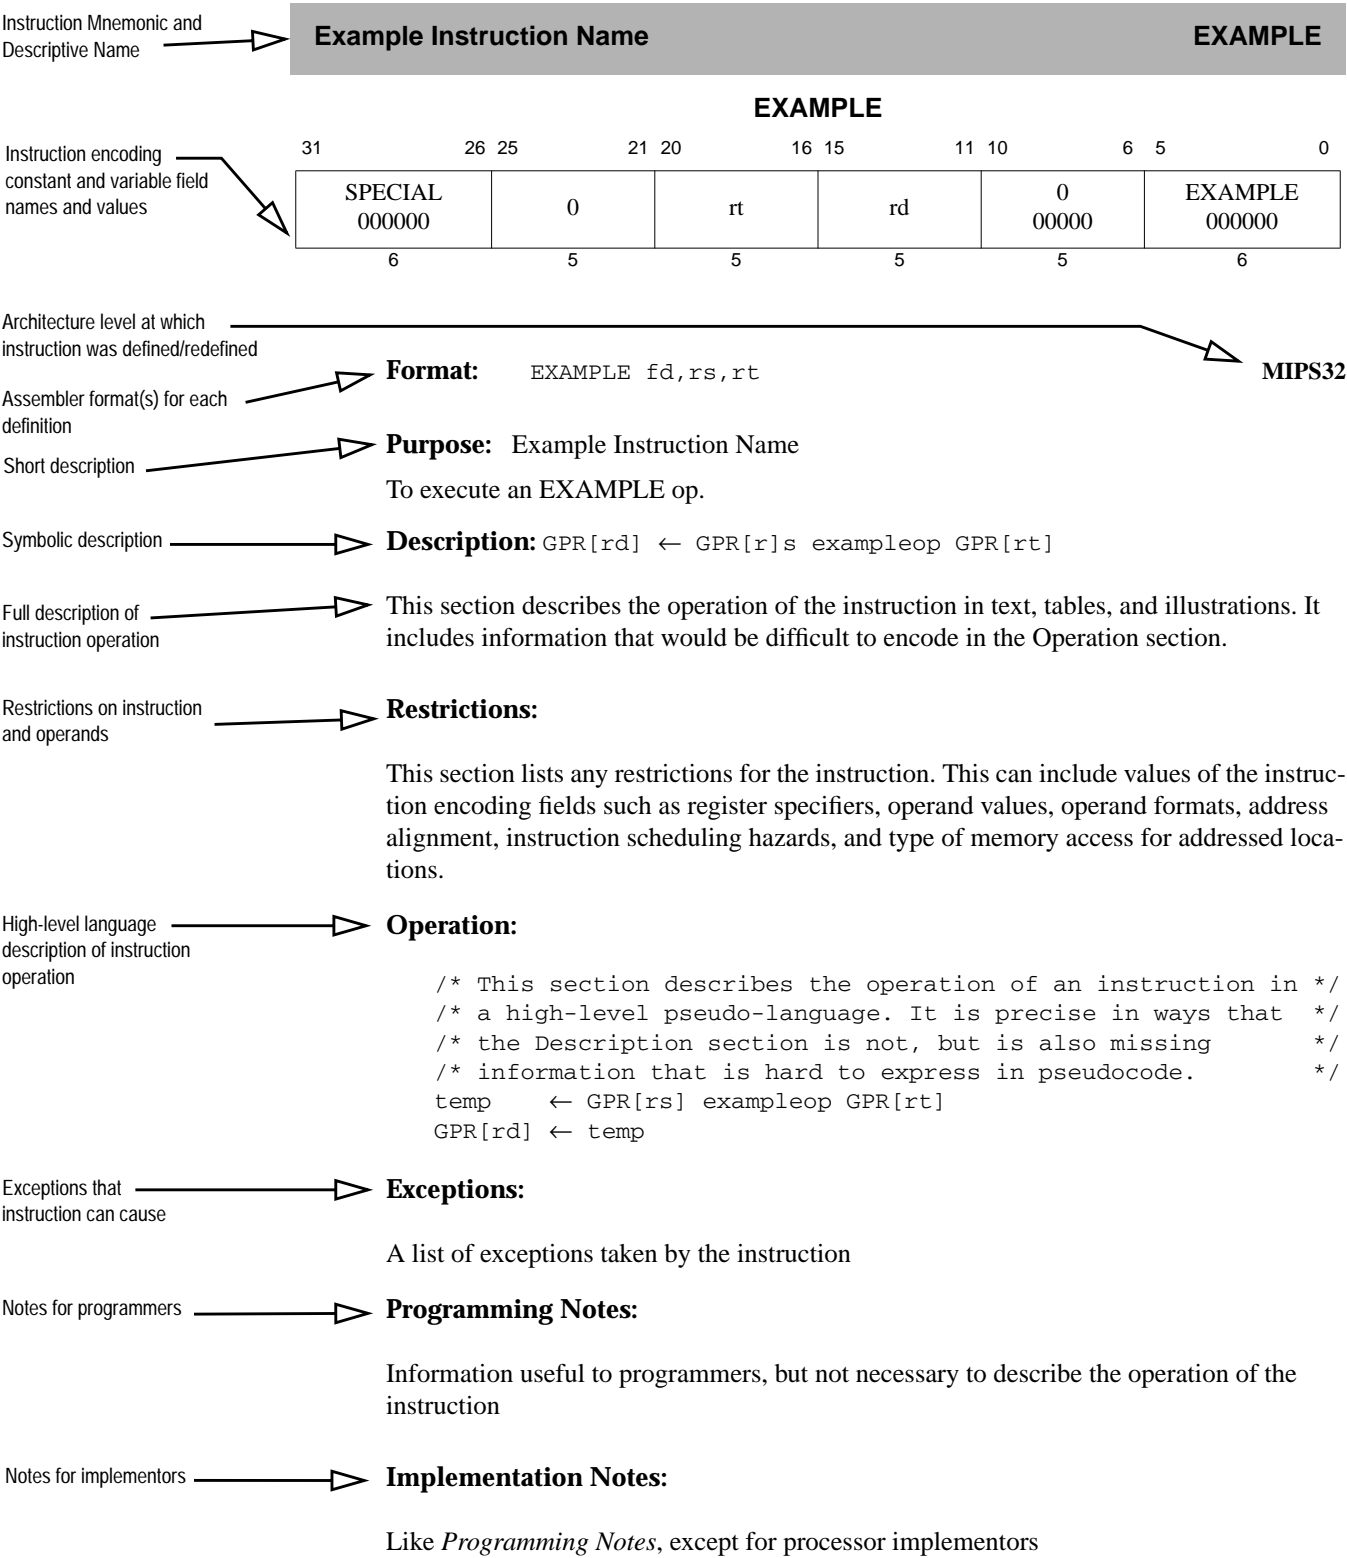 Instruction Mnemonic and
Descriptive Name
Example Instruction Name EXAMPLE
EXAMPLE
31 26 25 21 20 16 15 11 10 6 5 0
Instruction encoding
constant and variable field
names and values
SPECIAL
000000
0
rt
rd
0
00000
EXAMPLE
000000
6 5 5 5 5 6
Architecture level at which
instruction was defined/redefined
Format: EXAMPLE fd,rs,rt MIPS32
Assembler format(s) for each
definition
Purpose: Example Instruction Name
Short description
To execute an EXAMPLE op.
Symbolic description
Description: GPR[rd] ← GPR[r]s exampleop GPR[rt]
Full description of
instruction operation
This section describes the operation of the instruction in text, tables, and illustrations. It
includes information that would be difficult to encode in the Operation section.
Restrictions on instruction
and operands
Restrictions:
This section lists any restrictions for the instruction. This can include values of the instruc-
tion encoding fields such as register specifiers, operand values, operand formats, address
alignment, instruction scheduling hazards, and type of memory access for addressed loca-
tions.
High-level language
description of instruction
operation
Operation:
/* This section describes the operation of an instruction in */
/* a high-level pseudo-language. It is precise in ways that */
/* the Description section is not, but is also missing */
/* information that is hard to express in pseudocode. */
temp ← GPR[rs] exampleop GPR[rt]
GPR[rd] ← temp
Exceptions that
instruction can cause
Exceptions:
A list of exceptions taken by the instruction
Notes for programmers
Programming Notes:
Information useful to programmers, but not necessary to describe the operation of the
instruction
Notes for implementors
Implementation Notes:
Like Programming Notes, except for processor implementors